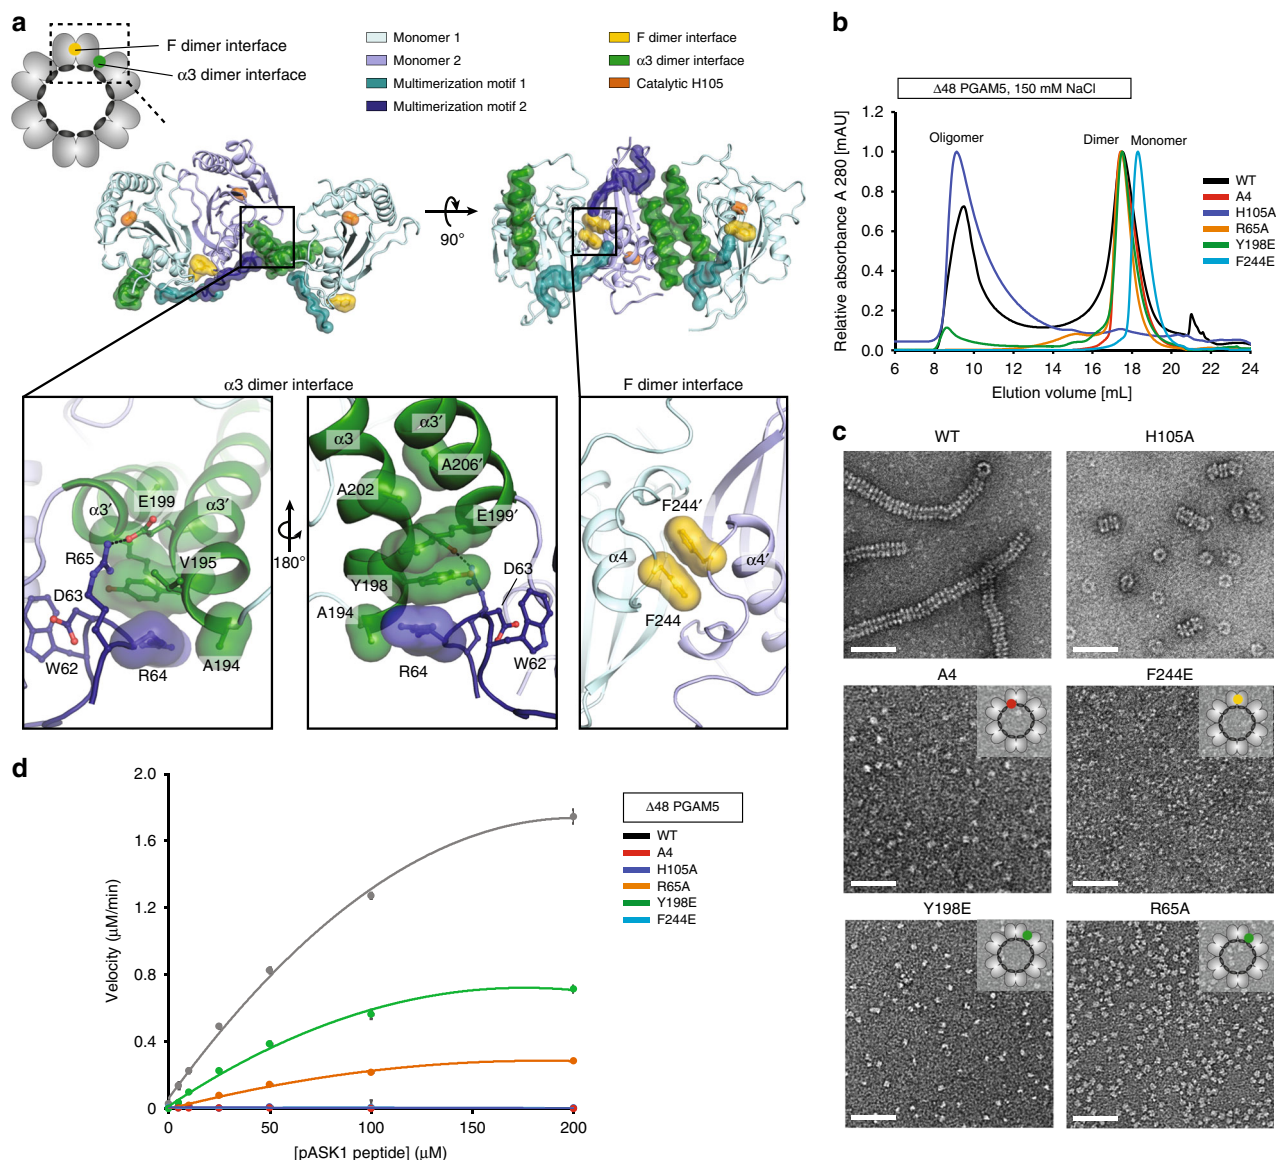 a
F dimer interface
α3 dimer interface
Monomer 1
Monomer 2
Multimerization motif 1
Multimerization motif 2
F dimer interface
α3 dimer interface
Catalytic H105
90°
α3 dimer interface
F dimer interface
α3′
E199
α3′
R65
V195
D63
W62
R64
A194
180°
α3
α3′
A206′
A202
E199′
Y198
D63
A194
R64
W62
F244′
α4
α4′
F244
b
Δ48 PGAM5, 150 mM NaCl
Relative absorbance A 280 [mAU]
1.2
1.0
0.8
0.6
0.4
0.2
0.0
Oligomer
Dimer
Monomer
6 8 10 12 14 16 18 20 22 24
Elution volume [mL]
WT
A4
H105A
R65A
Y198E
F244E
c
WT
H105A
A4
F244E
Y198E
R65A
d
Velocity (μM/min)
2.0
1.6
1.2
0.8
0.4
0
0 50 100 150 200
[pASK1 peptide] (μM)
Δ48 PGAM5
WT
A4
H105A
R65A
Y198E
F244E